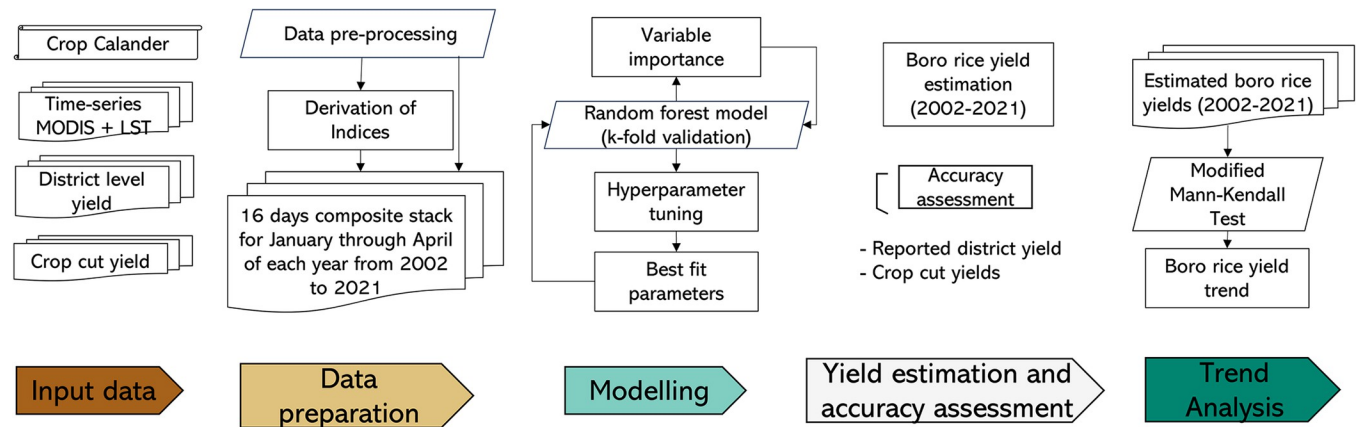 Crop Calander
Time-series
MODIS + LST
District level
yield
Crop cut yield
Data pre-processing
Derivation of
Indices
16 days composite stack
for January through April
of each year from 2002
to 2021
Variable
importance
Random forest model
(k-fold validation)
Hyperparameter
tuning
Best fit
parameters
Boro rice yield
estimation
(2002-2021)
Accuracy
assessment
- Reported district yield
- Crop cut yields
Estimated boro rice
yields (2002-2021)
Modified
Mann-Kendall
Test
Boro rice yield
trend
Input data
Data
preparation
Modelling
Yield estimation and
accuracy assessment
Trend
Analysis